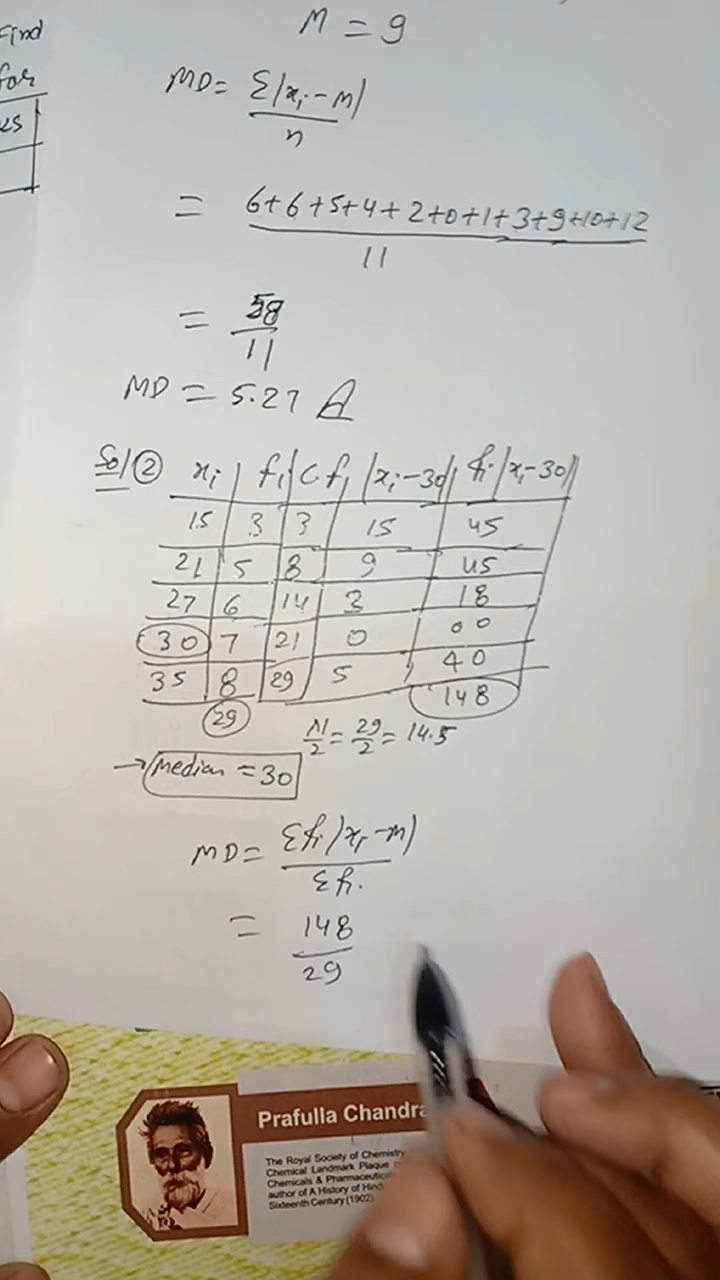 Find
for
M = 9
MD = Σ|xi - M| / n
= 6+6+5+4+2+0+1+3+9+10+12 / 11
= 58 / 11
MD = 5.27
Sol 2
xi | fi | C.fi | |xi-30| | fi|xi-30|
15 | 3 | 3 | 15 | 45
21 | 5 | 8 | 9 | 45
27 | 6 | 14 | 3 | 18
30 | 7 | 21 | 0 | 00
35 | 8 | 29 | 5 | 40
29 148
N/2 = 29/2 = 14.5
→ Median = 30
MD = Σfi|xi-M| / Σfi.
= 148 / 29
Prafulla Chandra
The Royal Society of Chemistry
Chemical Landmark Plaque
Chemicals & Pharmaceutical
author of A History of
Sixteenth Century (1902)